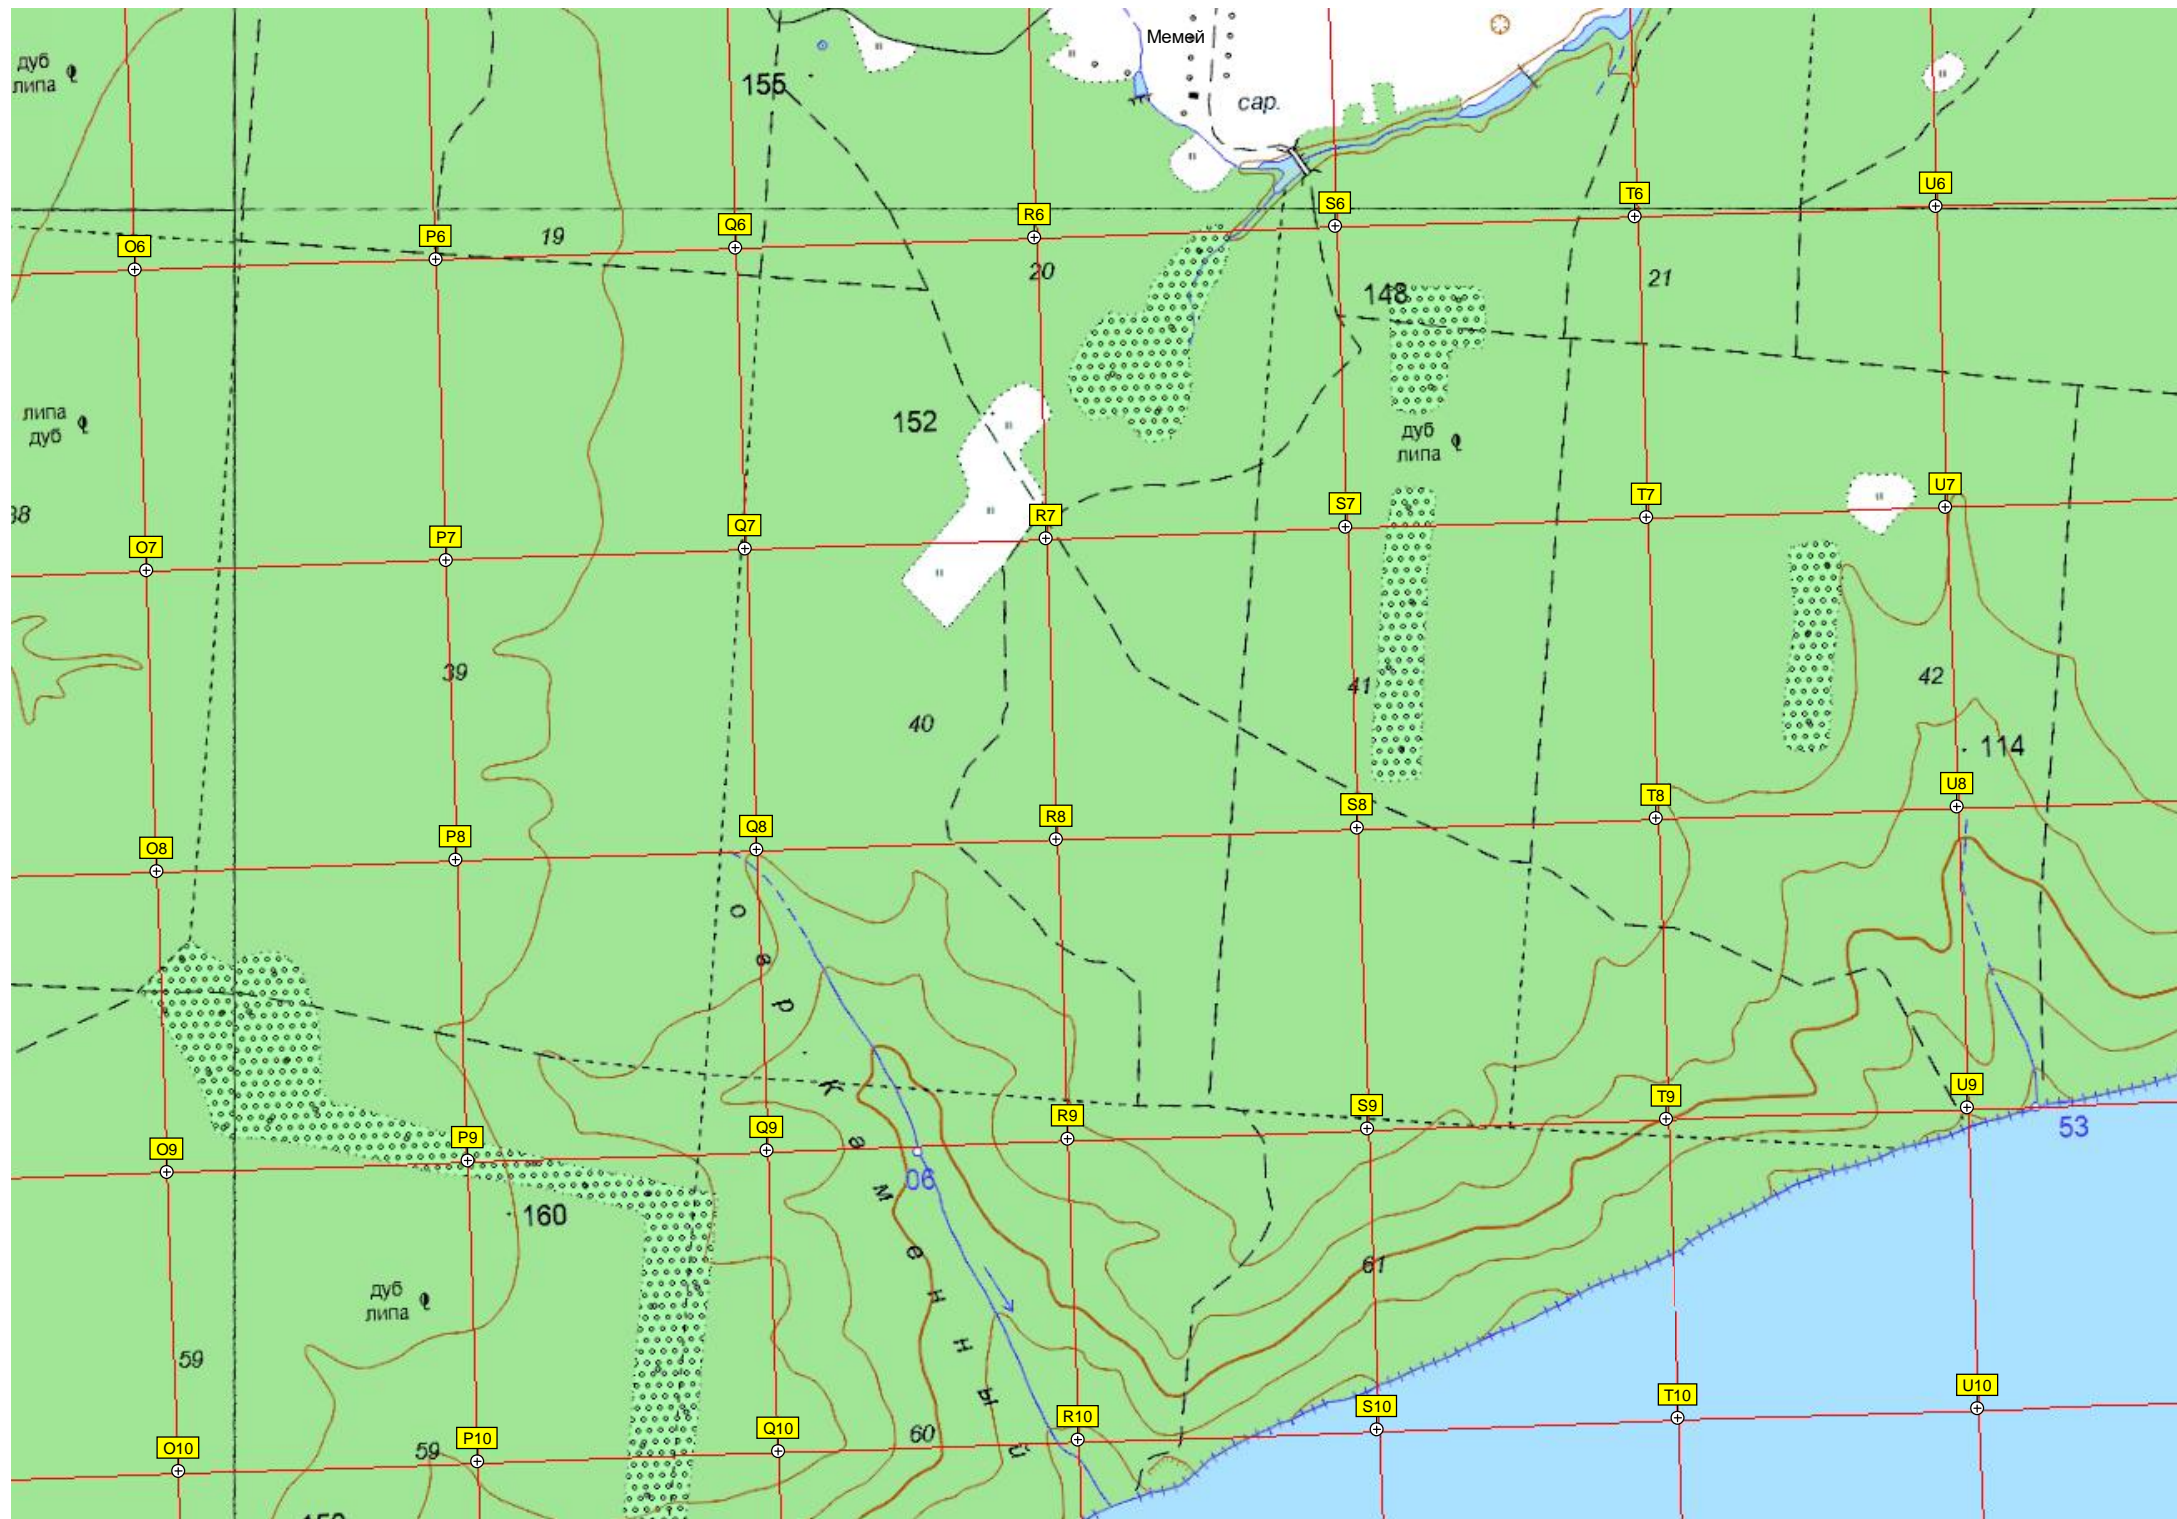 Мемей
дуб
липа
155
сар.
O6
P6
Q6
R6
S6
T6
U6
19
20
21
148
152
липа
дуб
дуб
липа
38
O7
P7
Q7
R7
S7
T7
U7
39
40
41
42
114
O8
P8
Q8
R8
S8
T8
U8
овр Каменный
O9
P9
Q9
R9
S9
T9
U9
53
06
160
61
дуб
липа
59
59
60
O10
P10
Q10
R10
S10
T10
U10